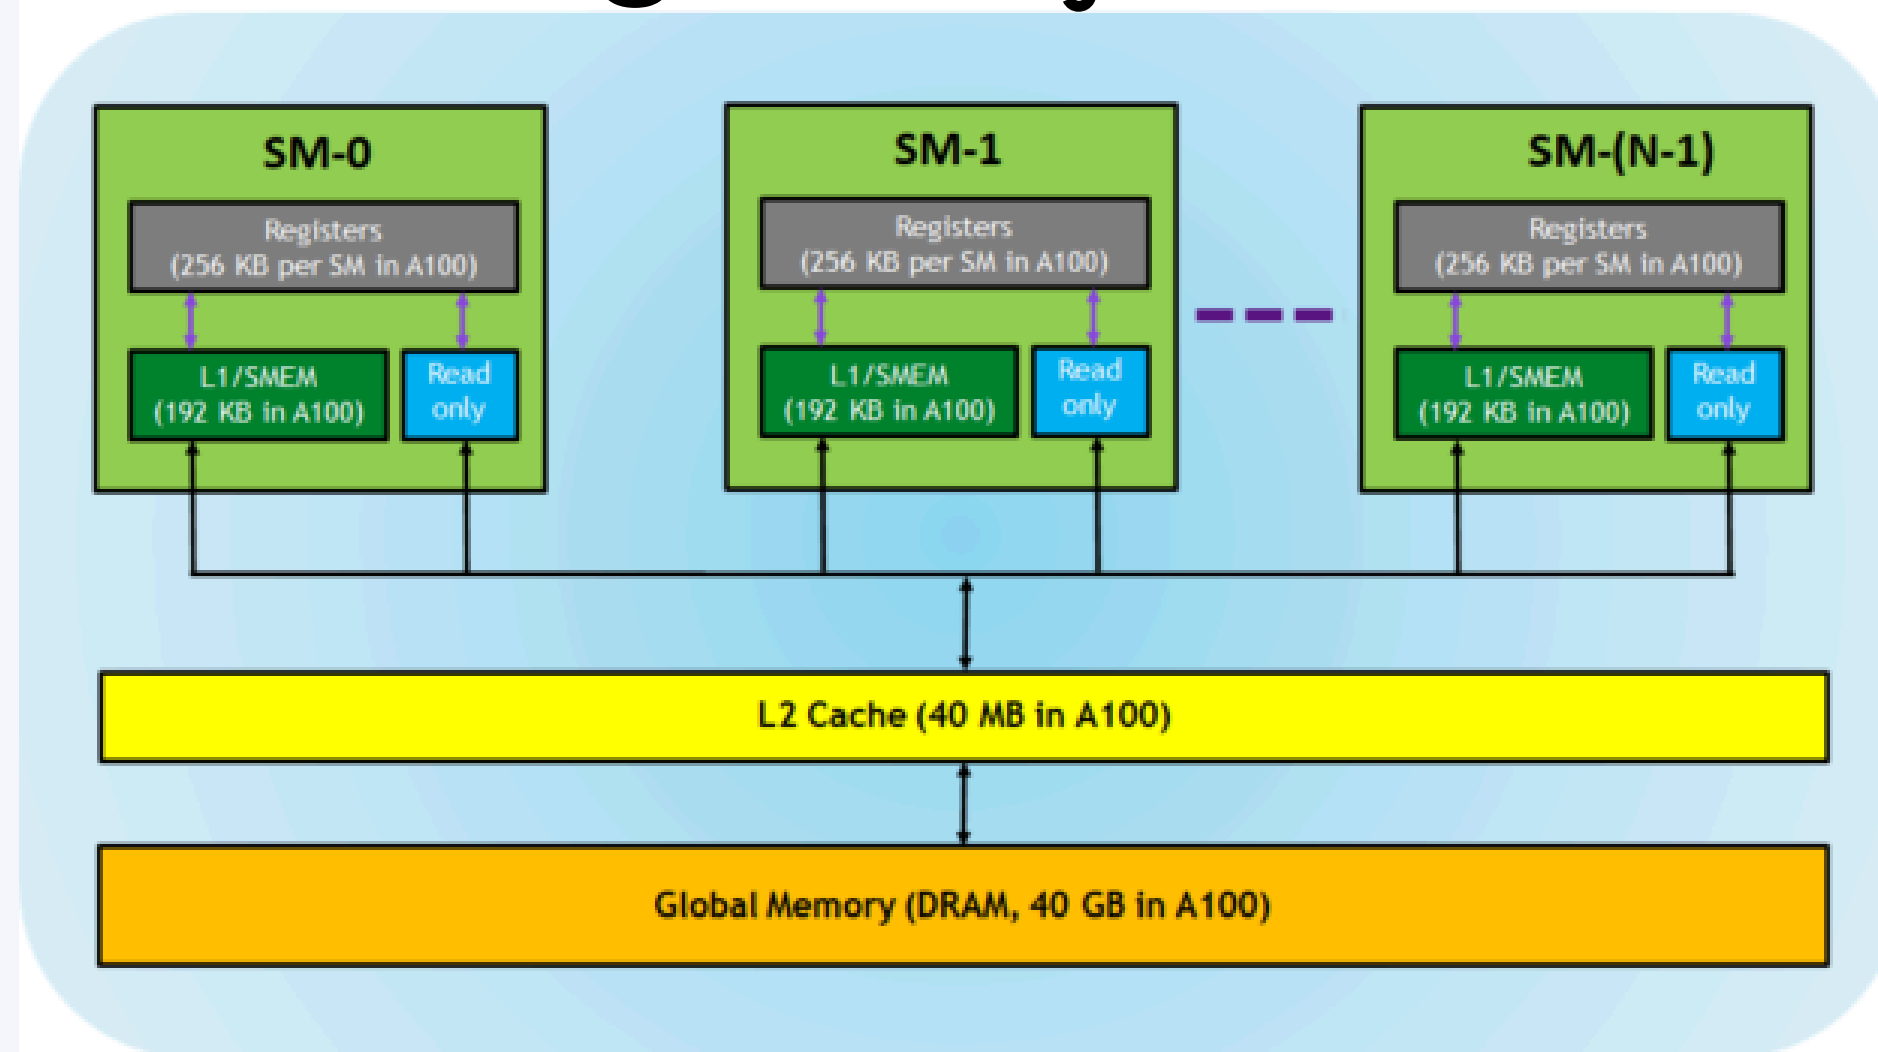 SM-0
Registers
(256 KB per SM in A100)
L1/SMEM
(192 KB in A100)
Read
only
SM-1
Registers
(256 KB per SM in A100)
L1/SMEM
(192 KB in A100)
Read
only
SM-(N-1)
Registers
(256 KB per SM in A100)
L1/SMEM
(192 KB in A100)
Read
only
L2 Cache (40 MB in A100)
Global Memory (DRAM, 40 GB in A100)